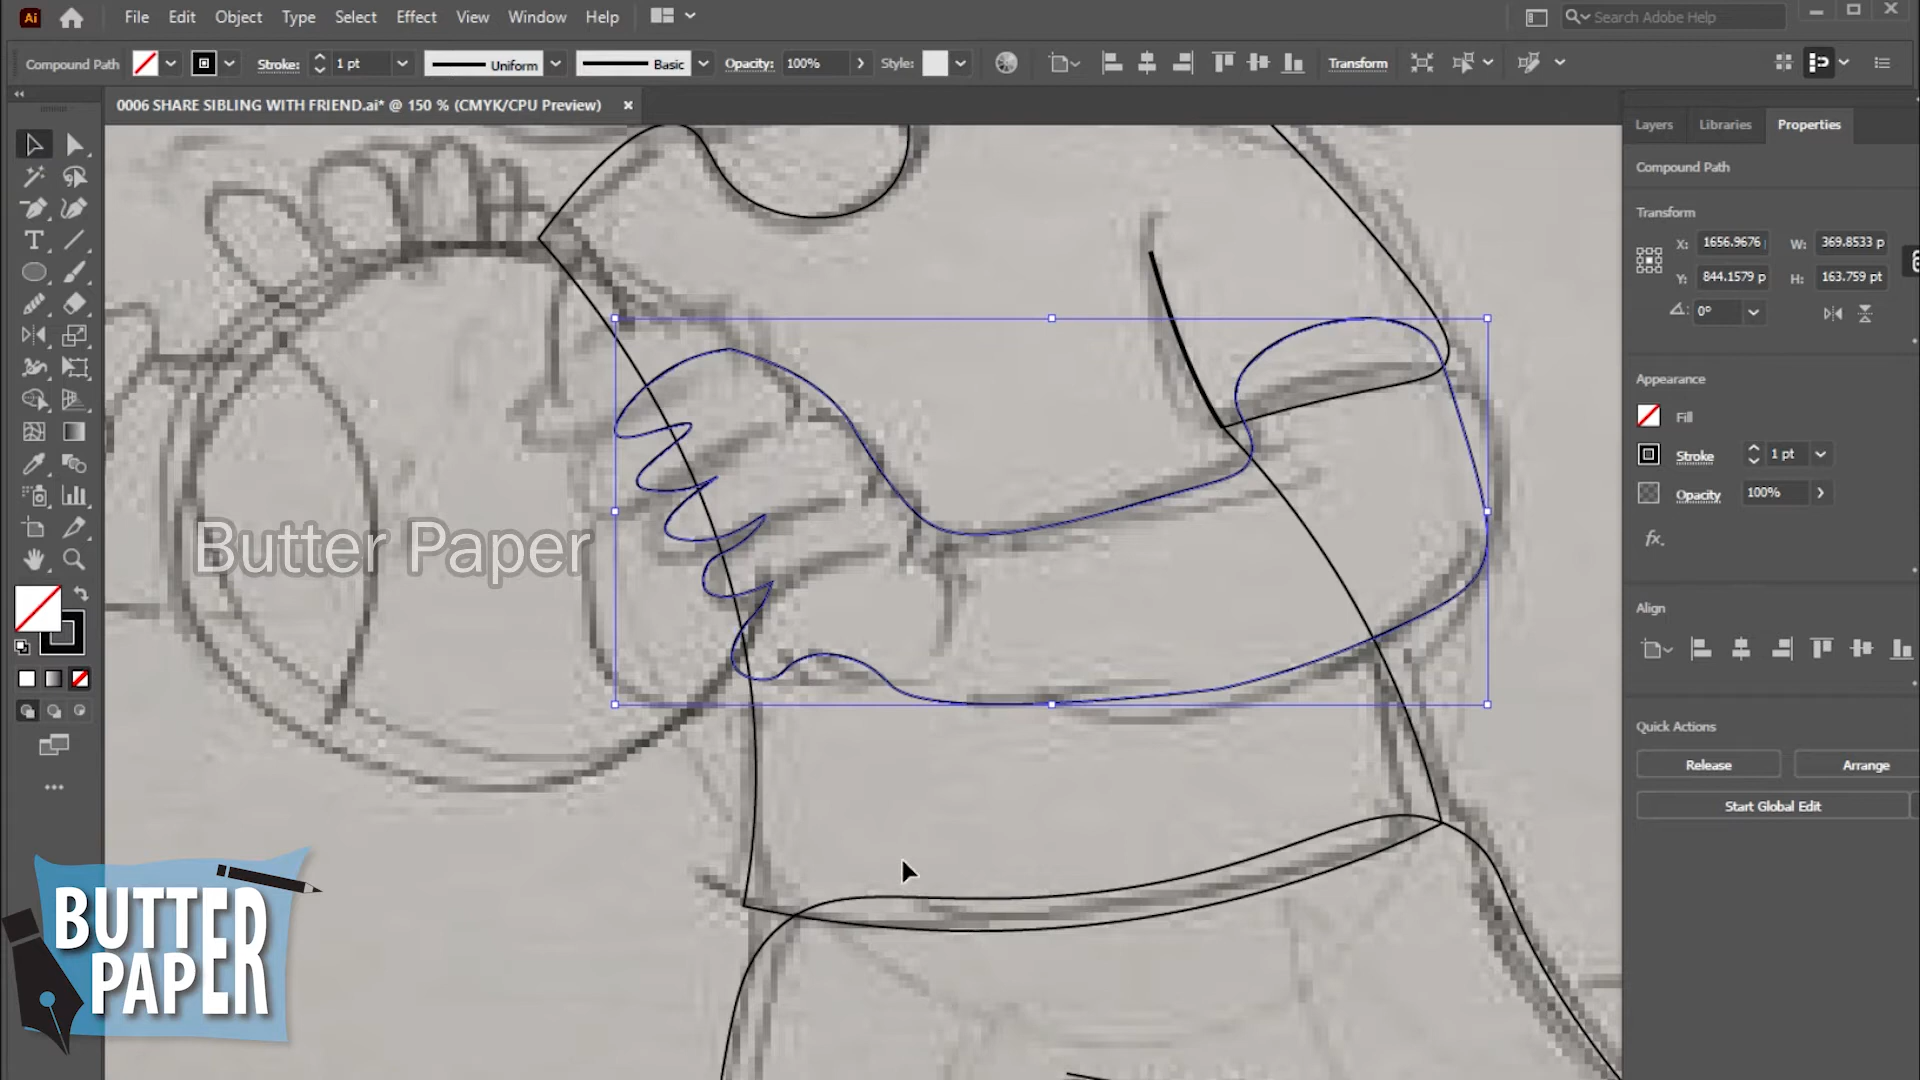 Ai File Edit Object Type Select Effect View Window Help Search Adobe Help
Compound Path Stroke: 1 pt Uniform Basic Opacity: 100% Style: Transform
0006 SHARE SIBLING WITH FRIEND.ai* @ 150 % (CMYK/CPU Preview) ×
Layers Libraries Properties
Compound Path
Transform
X: 1656.9676 W: 369.8533 p
Y: 844.1579 p H: 163.759 pt
0°
Appearance
Fill
Stroke 1 pt
Opacity 100%
fx.
Align
Quick Actions
Release Arrange
Start Global Edit
Butter Paper
BUTTER
PAPER